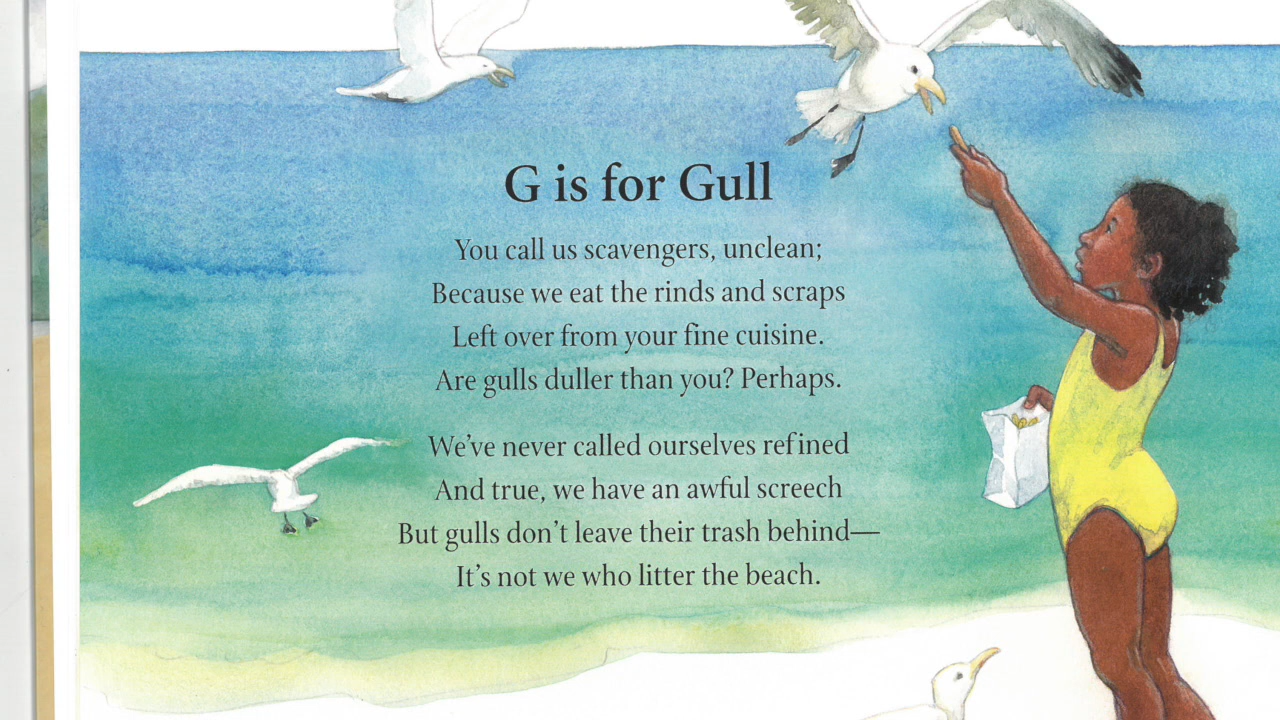 G is for Gull
You call us scavengers, unclean;
Because we eat the rinds and scraps
Left over from your fine cuisine.
Are gulls duller than you? Perhaps.
We've never called ourselves refined
And true, we have an awful screech
But gulls don't leave their trash behind—
It's not we who litter the beach.